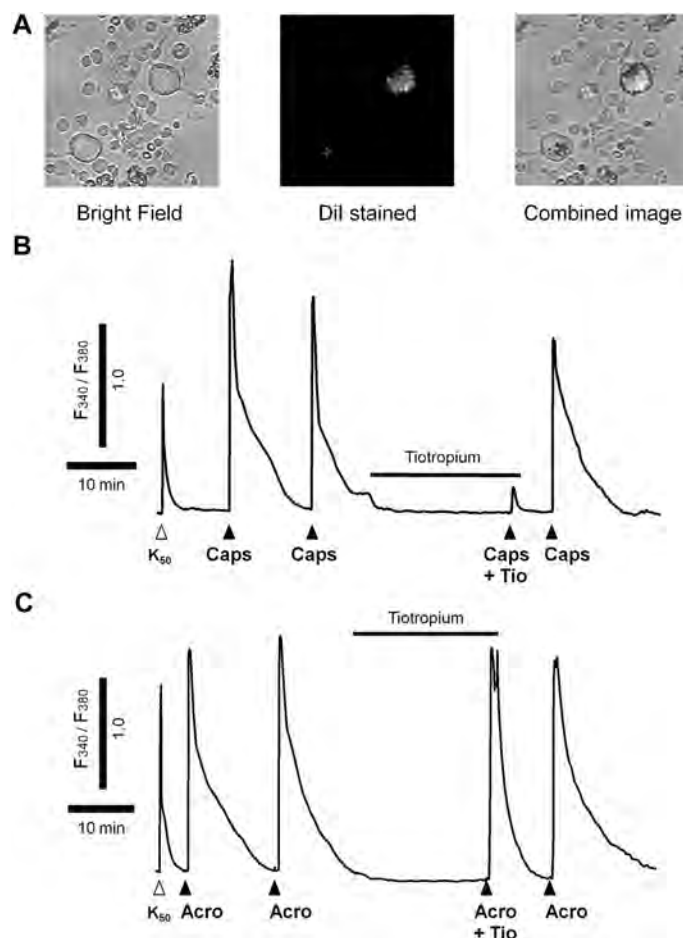 A
Bright Field
DiI stained
Combined image
B
F340 / F380
1.0
10 min
Tiotropium
K50
Caps
Caps
Caps
+ Tio
Caps
C
Tiotropium
F340 / F380
1.0
10 min
K50
Acro
Acro
Acro
+ Tio
Acro